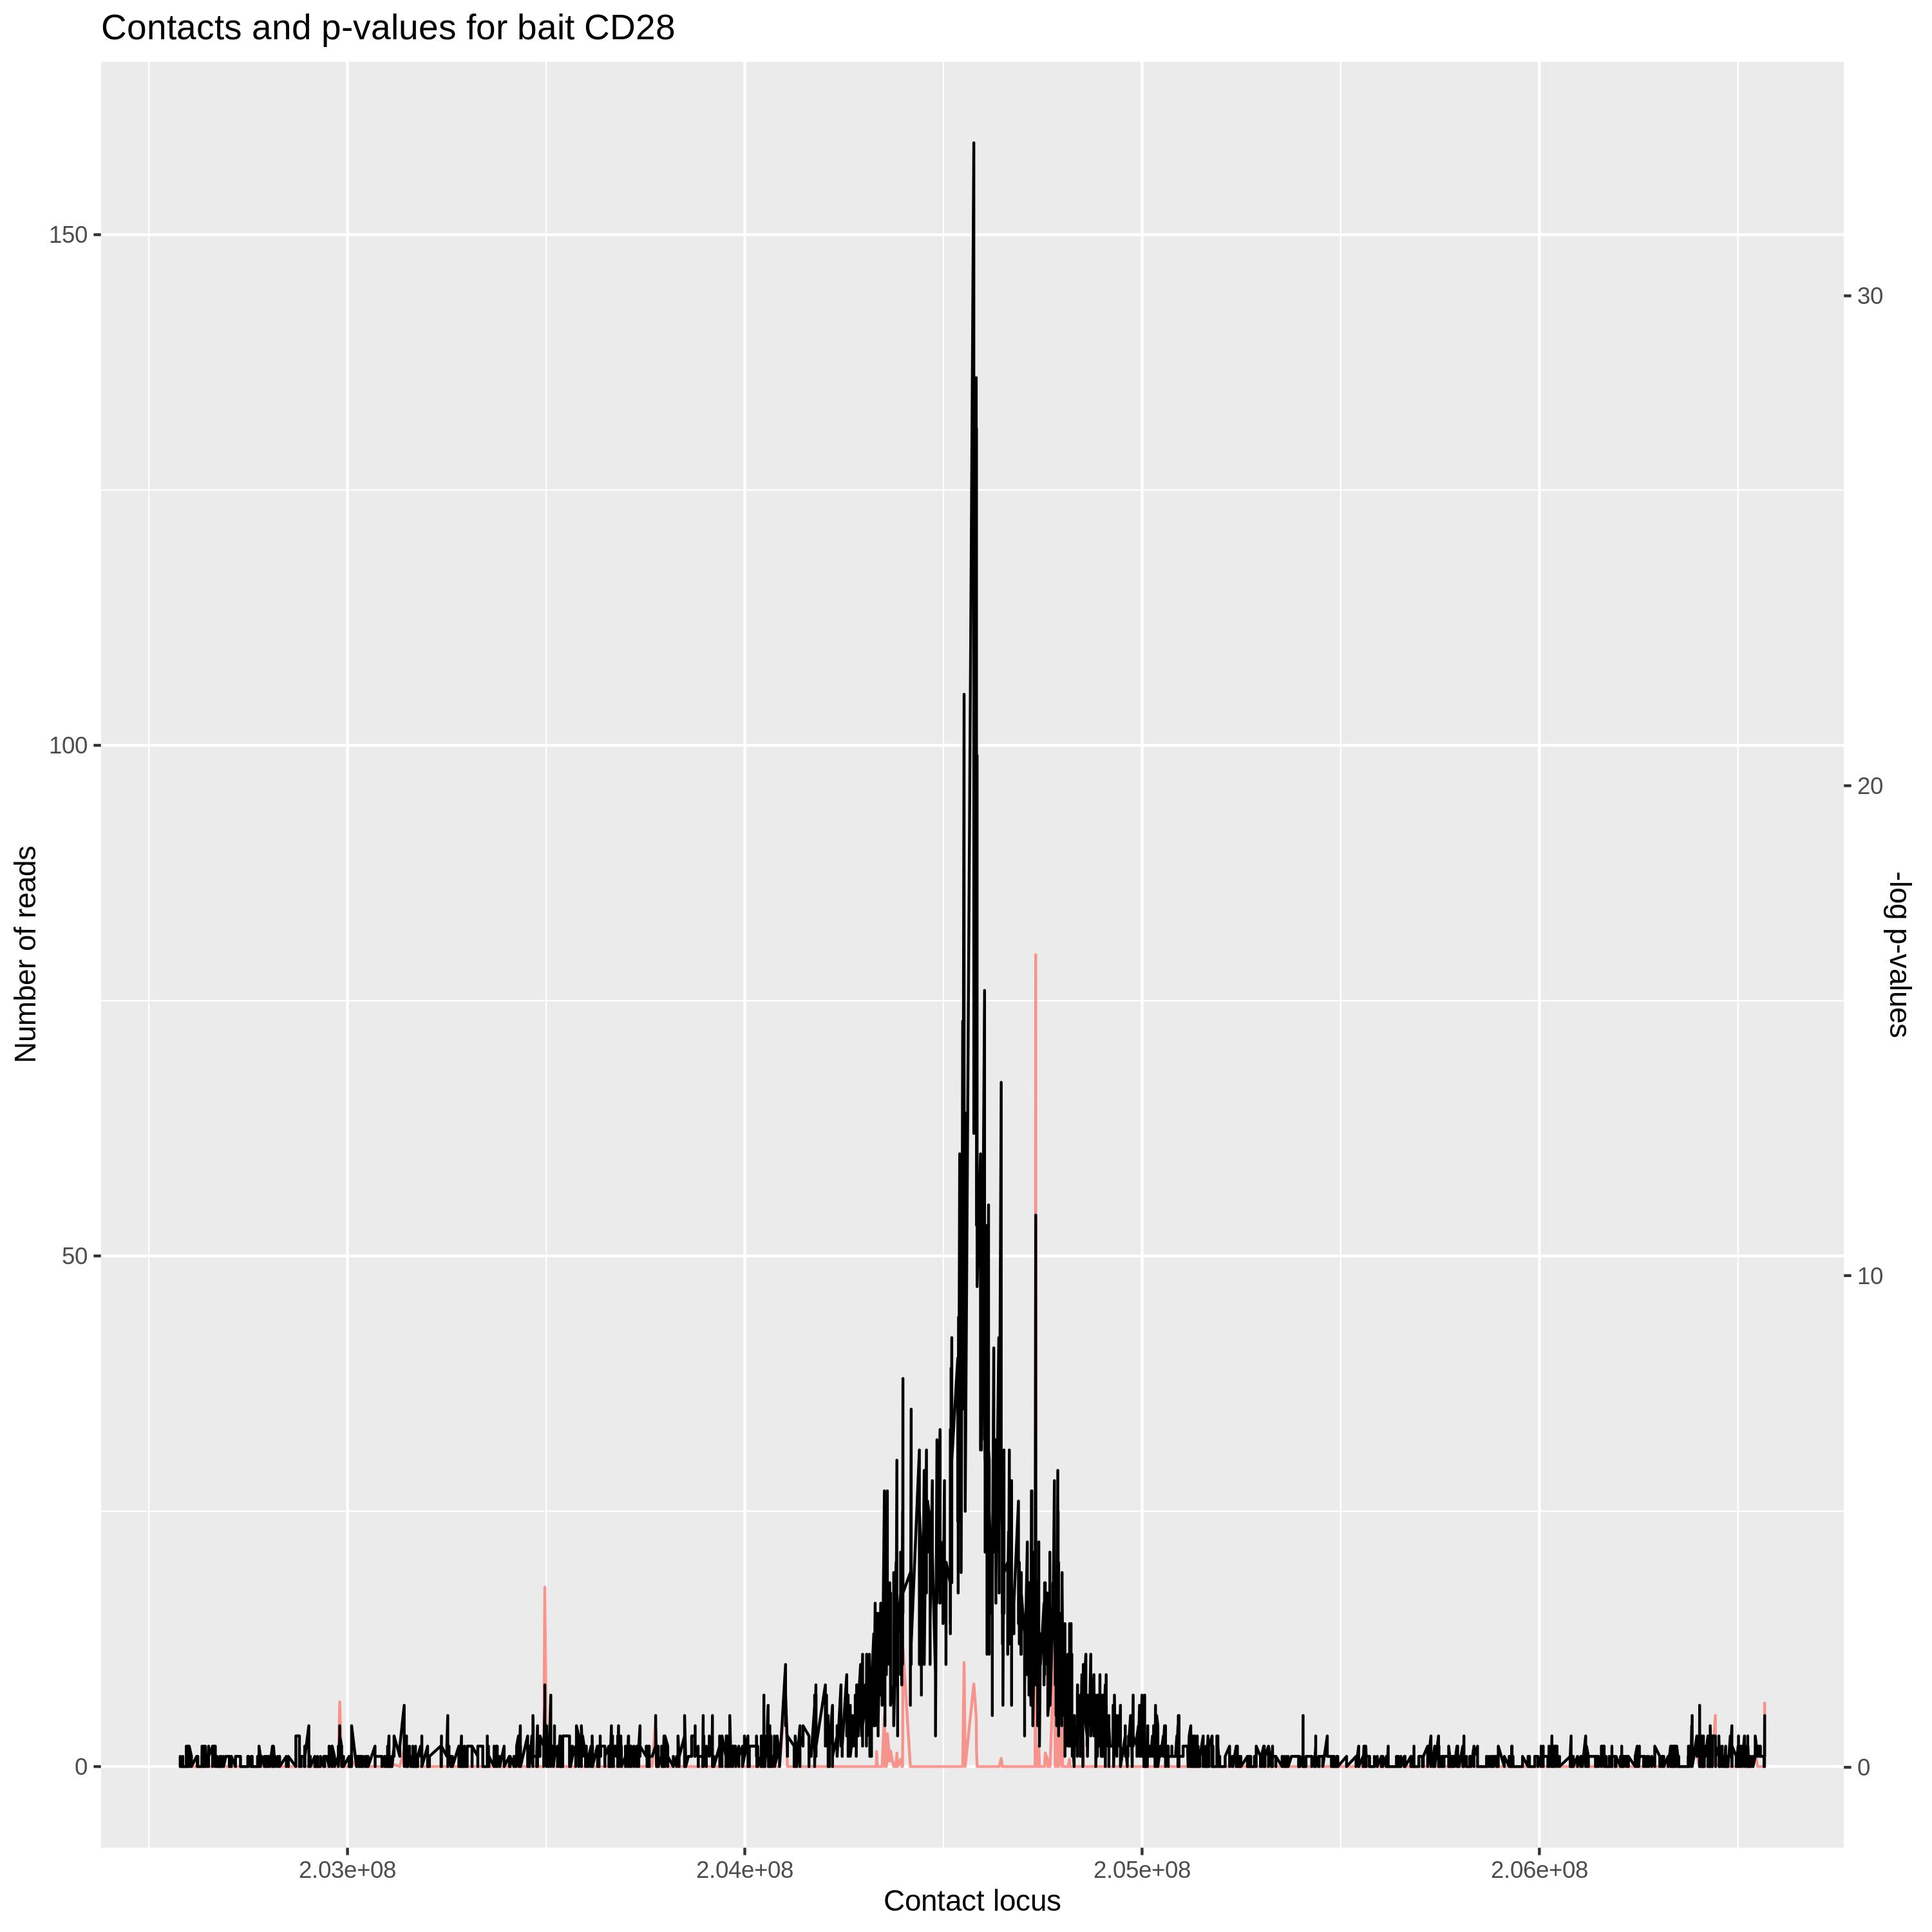 Contacts and p-values for bait CD28
150
100
50
0
30
20
10
0
Number of reads
-log p-values
2.03e+08
2.04e+08
2.05e+08
2.06e+08
Contact locus